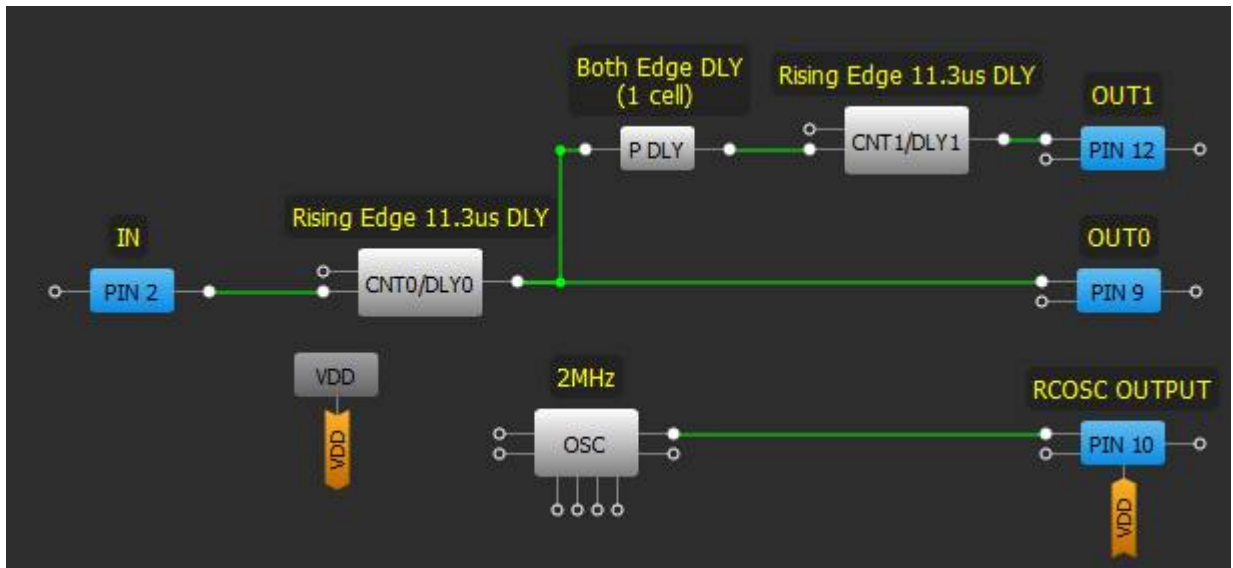 Both Edge DLY
(1 cell)
Rising Edge 11.3us DLY
OUT1
P DLY
CNT1/DLY1
PIN 12
Rising Edge 11.3us DLY
IN
OUT0
PIN 2
CNT0/DLY0
PIN 9
VDD
2MHz
RCOSC OUTPUT
VDD
OSC
PIN 10
VDD